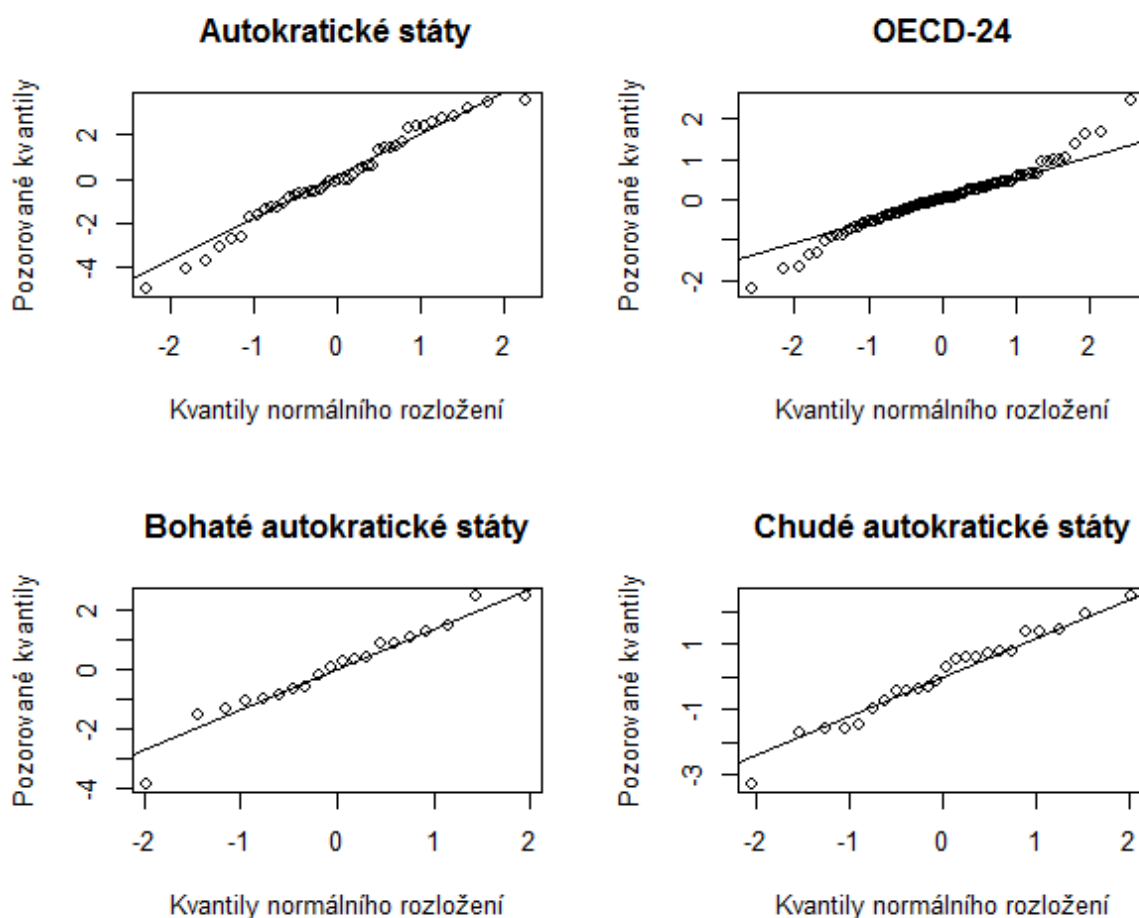 Autokratické státy
Pozorované kvantily
2
0
-2
-4
-2
-1
0
1
2
Kvantily normálního rozložení
OECD-24
Pozorované kvantily
2
1
0
-2
-2
-1
0
1
2
Kvantily normálního rozložení
Bohaté autokratické státy
Pozorované kvantily
2
0
-2
-4
-2
-1
0
1
2
Kvantily normálního rozložení
Chudé autokratické státy
Pozorované kvantily
1
-1
-3
-2
-1
0
1
2
Kvantily normálního rozložení